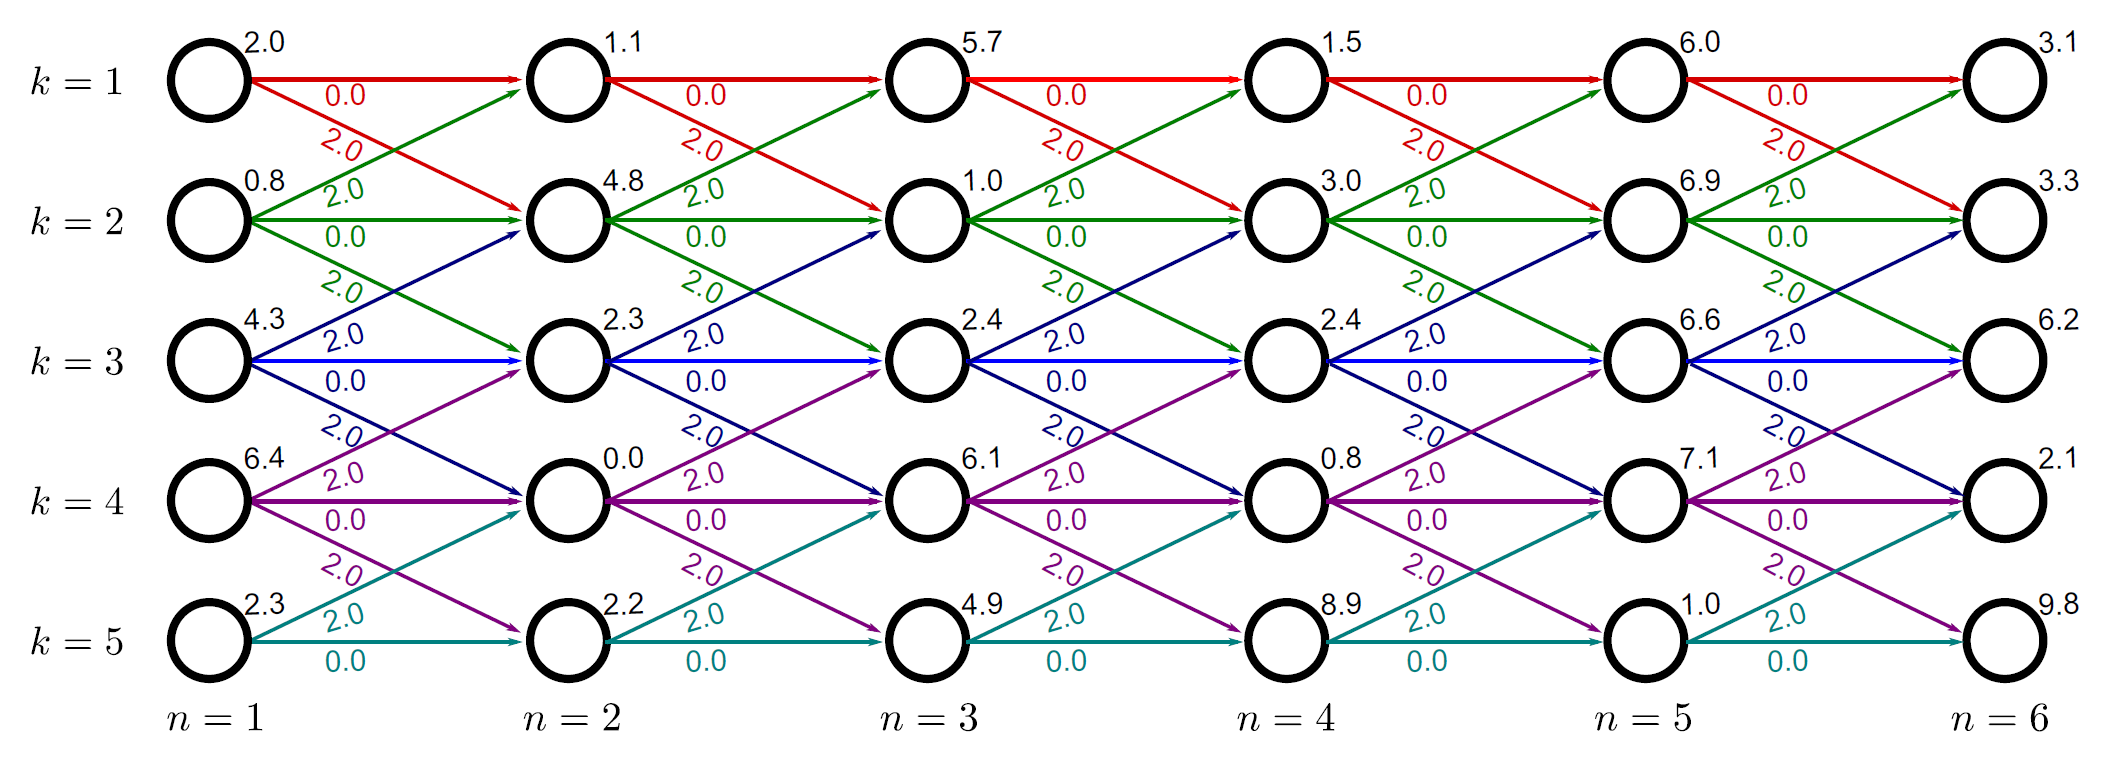 2.0 1.1 5.7 1.5 6.0 3.1
k = 1
0.0 0.0 0.0 0.0 0.0
2.0 2.0 2.0 2.0 2.0
0.8 4.8 1.0 3.0 6.9 3.3
2.0 2.0 2.0 2.0 2.0
k = 2
0.0 0.0 0.0 0.0 0.0
2.0 2.0 2.0 2.0 2.0
4.3 2.3 2.4 2.4 6.6 6.2
2.0 2.0 2.0 2.0 2.0
k = 3
0.0 0.0 0.0 0.0 0.0
2.0 2.0 2.0 2.0 2.0
6.4 0.0 6.1 0.8 7.1 2.1
2.0 2.0 2.0 2.0 2.0
k = 4
0.0 0.0 0.0 0.0 0.0
2.0 2.0 2.0 2.0 2.0
2.3 2.2 4.9 8.9 1.0 9.8
2.0 2.0 2.0 2.0 2.0
k = 5
0.0 0.0 0.0 0.0 0.0
n = 1 n = 2 n = 3 n = 4 n = 5 n = 6